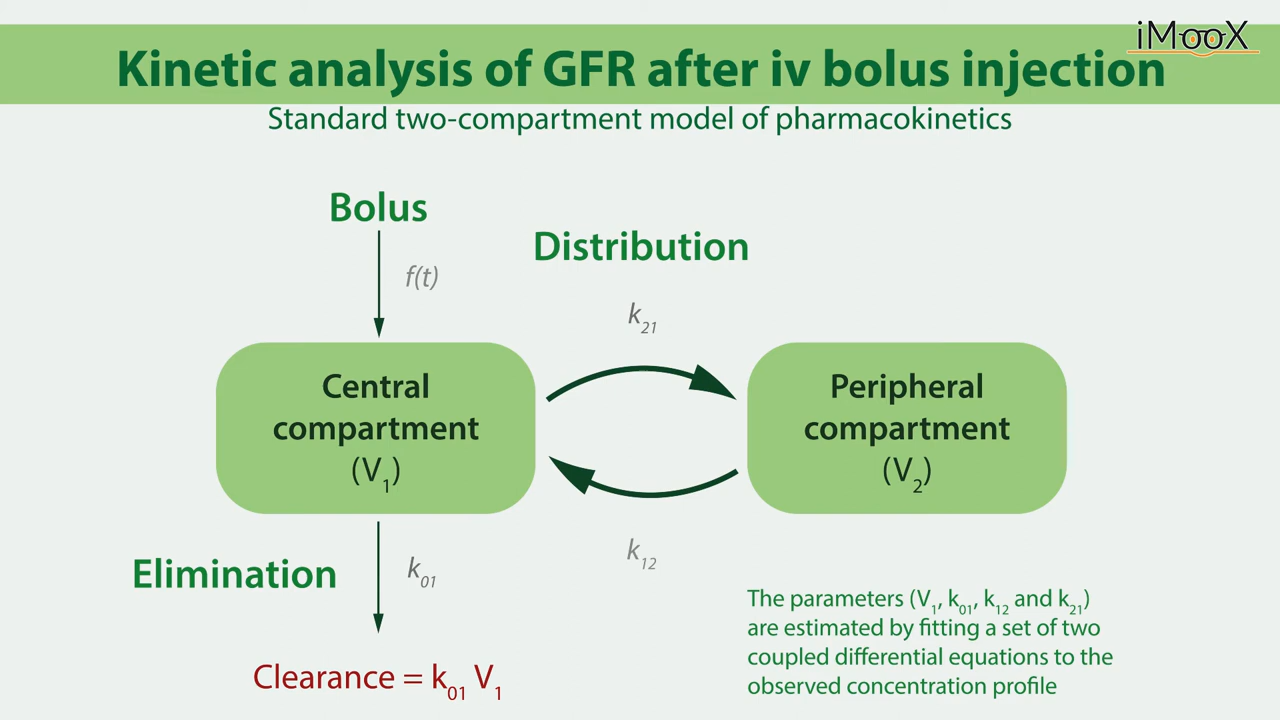 iMooX
Kinetic analysis of GFR after iv bolus injection
Standard two-compartment model of pharmacokinetics
Bolus
f(t)
Distribution
k₂₁
Central
compartment
(V₁)
Peripheral
compartment
(V₂)
k₁₂
Elimination
k₀₁
Clearance = k₀₁ V₁
The parameters (V₁, k₀₁, k₁₂ and k₂₁)
are estimated by fitting a set of two
coupled differential equations to the
observed concentration profile